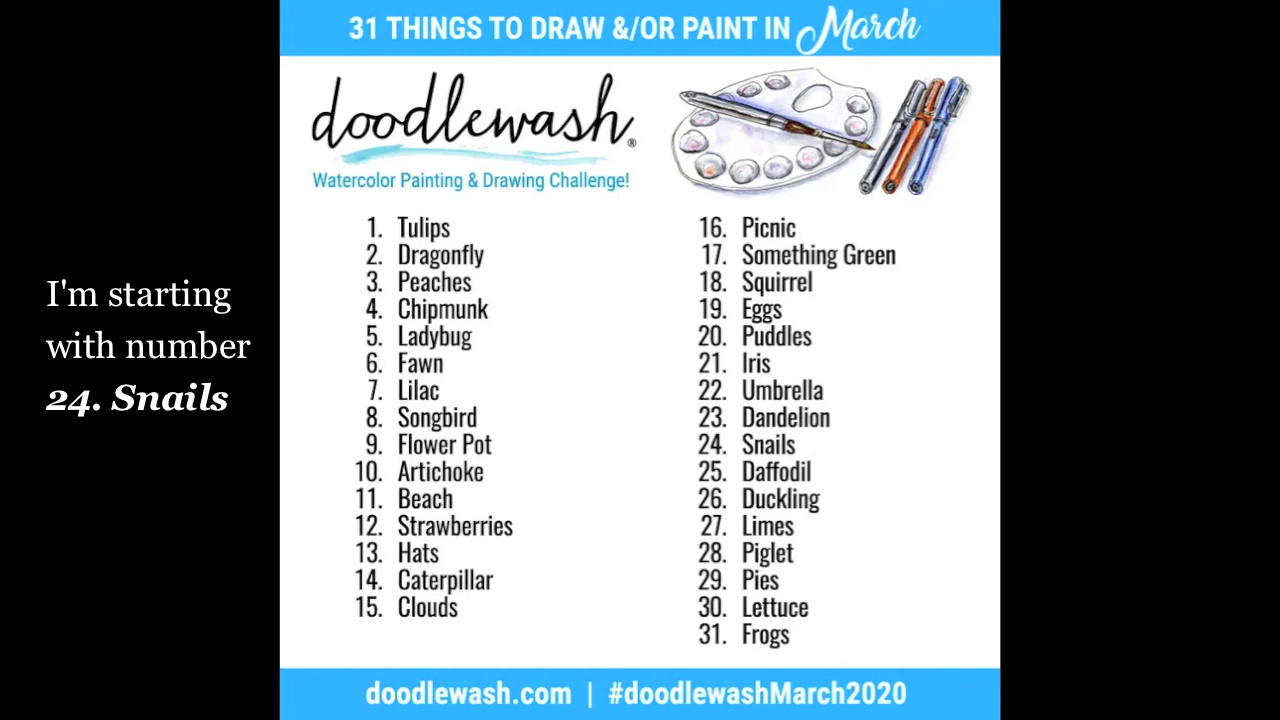 31 THINGS TO DRAW &/OR PAINT IN March
doodlewash®
Watercolor Painting & Drawing Challenge!
I'm starting
with number
24. Snails
1. Tulips
2. Dragonfly
3. Peaches
4. Chipmunk
5. Ladybug
6. Fawn
7. Lilac
8. Songbird
9. Flower Pot
10. Artichoke
11. Beach
12. Strawberries
13. Hats
14. Caterpillar
15. Clouds
16. Picnic
17. Something Green
18. Squirrel
19. Eggs
20. Puddles
21. Iris
22. Umbrella
23. Dandelion
24. Snails
25. Daffodil
26. Duckling
27. Limes
28. Piglet
29. Pies
30. Lettuce
31. Frogs
doodlewash.com | #doodlewashMarch2020